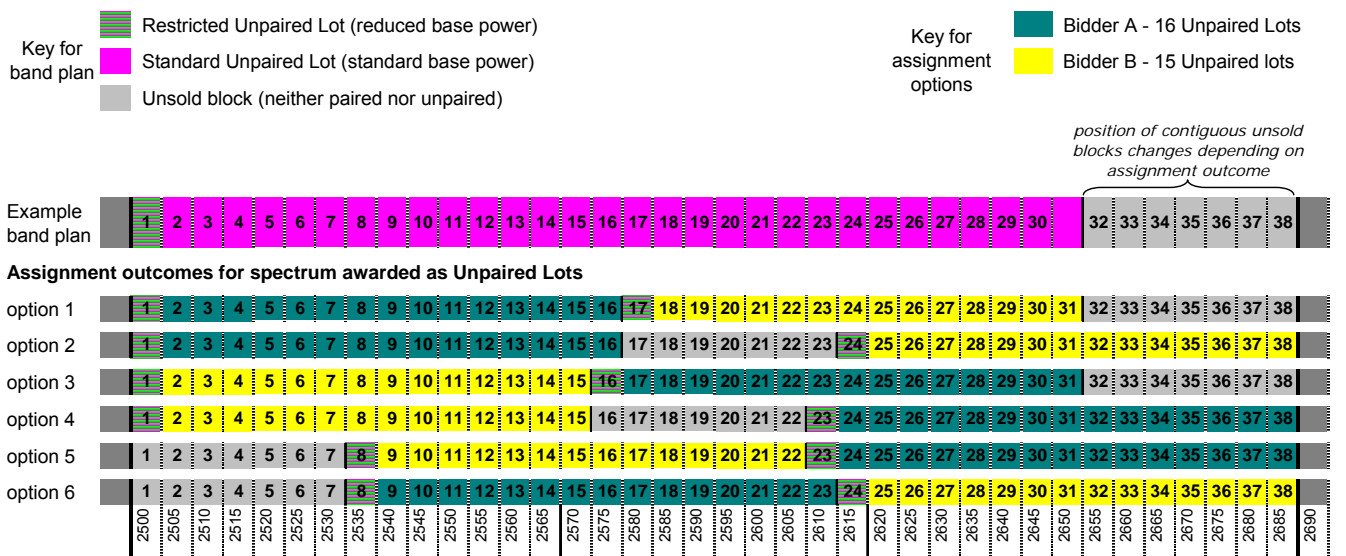 Key for
band plan
Restricted Unpaired Lot (reduced base power)
Standard Unpaired Lot (standard base power)
Unsold block (neither paired nor unpaired)
Key for
assignment
options
Bidder A - 16 Unpaired Lots
Bidder B - 15 Unpaired lots
position of contiguous unsold
blocks changes depending on
assignment outcome
Example
band plan
1 2 3 4 5 6 7 8 9 10 11 12 13 14 15 16 17 18 19 20 21 22 23 24 25 26 27 28 29 30 32 33 34 35 36 37 38
Assignment outcomes for spectrum awarded as Unpaired Lots
option 1 1 2 3 4 5 6 7 8 9 10 11 12 13 14 15 16 17 18 19 20 21 22 23 24 25 26 27 28 29 30 31 32 33 34 35 36 37 38
option 2 1 2 3 4 5 6 7 8 9 10 11 12 13 14 15 16 17 18 19 20 21 22 23 24 25 26 27 28 29 30 31 32 33 34 35 36 37 38
option 3 1 2 3 4 5 6 7 8 9 10 11 12 13 14 15 16 17 18 19 20 21 22 23 24 25 26 27 28 29 30 31 32 33 34 35 36 37 38
option 4 1 2 3 4 5 6 7 8 9 10 11 12 13 14 15 16 17 18 19 20 21 22 23 24 25 26 27 28 29 30 31 32 33 34 35 36 37 38
option 5 1 2 3 4 5 6 7 8 9 10 11 12 13 14 15 16 17 18 19 20 21 22 23 24 25 26 27 28 29 30 31 32 33 34 35 36 37 38
option 6 1 2 3 4 5 6 7 8 9 10 11 12 13 14 15 16 17 18 19 20 21 22 23 24 25 26 27 28 29 30 31 32 33 34 35 36 37 38
2500 2505 2510 2515 2520 2525 2530 2535 2540 2545 2550 2555 2560 2565 2570 2575 2580 2585 2590 2595 2600 2605 2610 2615 2620 2625 2630 2635 2640 2645 2650 2655 2660 2665 2670 2675 2680 2685 2690